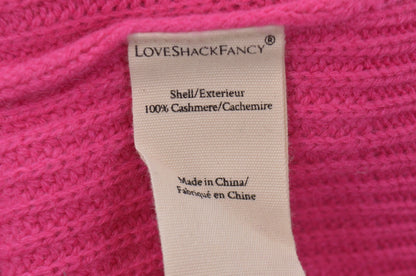 LOVESHACKFANCY®
Shell/Exterieur
100% Cashmere/Cachemire
Made in China/
Fabriqué en Chine